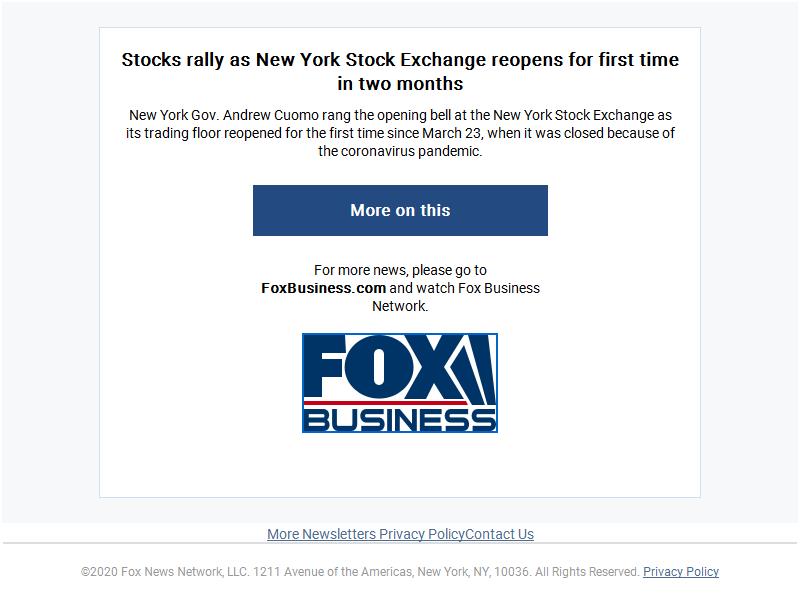 Stocks rally as New York Stock Exchange reopens for first time
in two months
New York Gov. Andrew Cuomo rang the opening bell at the New York Stock Exchange as
its trading floor reopened for the first time since March 23, when it was closed because of
the coronavirus pandemic.
More on this
For more news, please go to
FoxBusiness.com and watch Fox Business
Network.
FOX
BUSINESS
More Newsletters Privacy PolicyContact Us
©2020 Fox News Network, LLC. 1211 Avenue of the Americas, New York, NY, 10036. All Rights Reserved. Privacy Policy